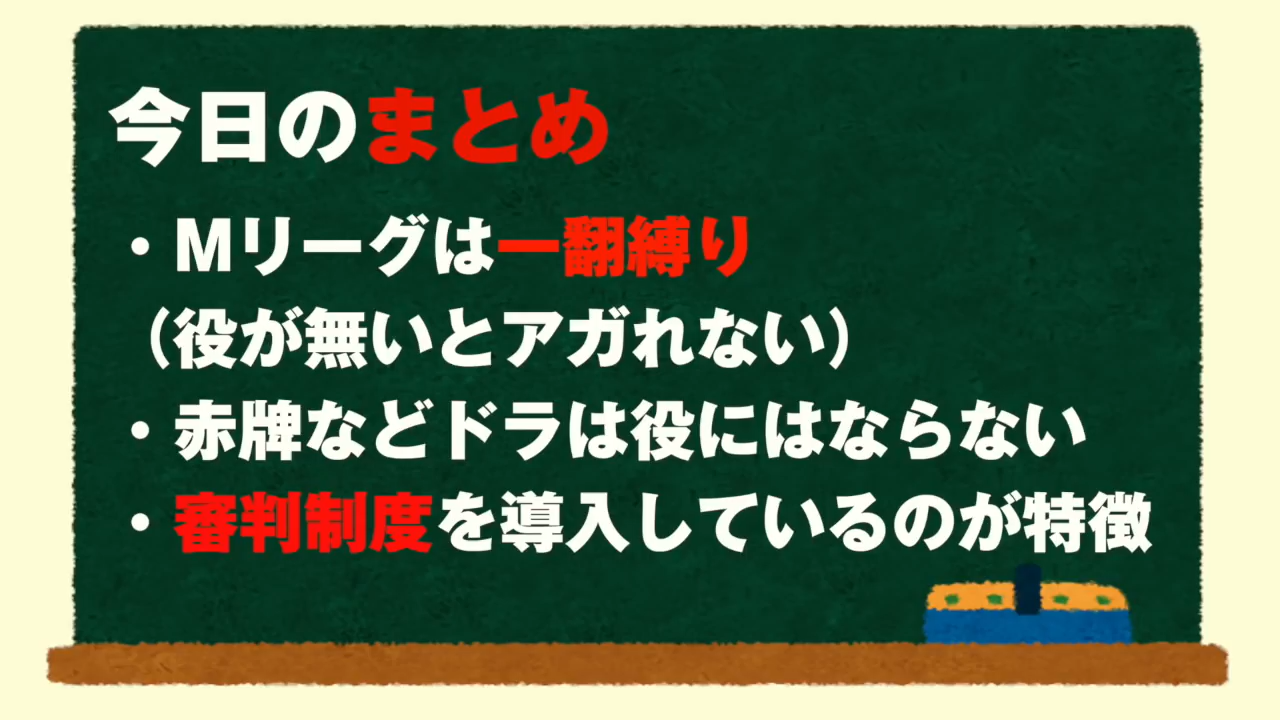 今日のまとめ
・Mリーグは一翻縛り
（役が無いとアガれない）
・赤牌などドラは役にはならない
・審判制度を導入しているのが特徴